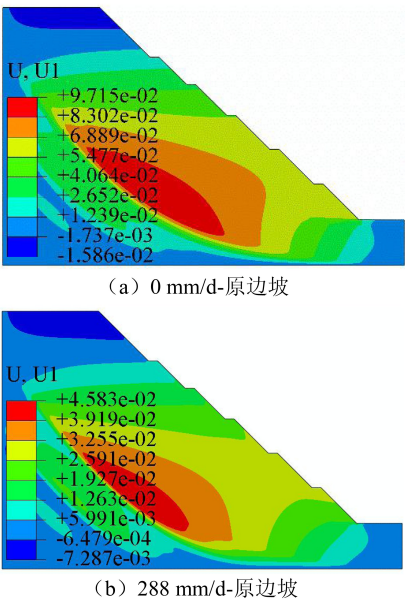 U, U1
+9.715e-02
+8.302e-02
+6.889e-02
+5.477e-02
+4.064e-02
+2.652e-02
+1.239e-02
-1.737e-03
-1.586e-02
（a）0 mm/d-原边坡
U, U1
+4.583e-02
+3.919e-02
+3.255e-02
+2.591e-02
+1.927e-02
+1.263e-02
+5.991e-03
-6.479e-04
-7.287e-03
（b）288 mm/d-原边坡